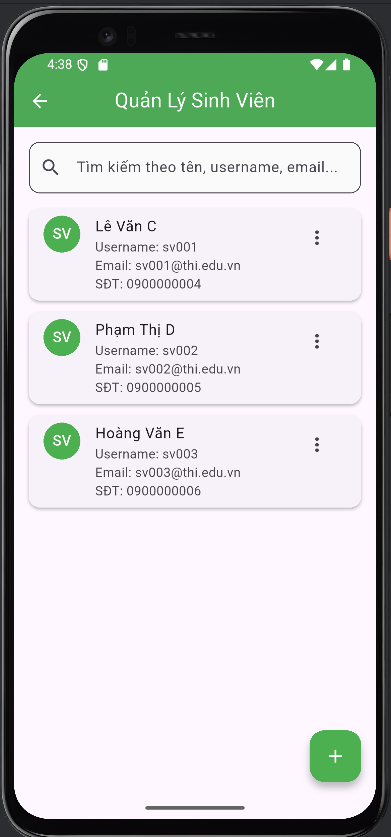 4:38
Quản Lý Sinh Viên
Tìm kiếm theo tên, username, email...
SV
Lê Văn C
Username: sv001
Email: sv001@thi.edu.vn
SĐT: 0900000004
SV
Phạm Thị D
Username: sv002
Email: sv002@thi.edu.vn
SĐT: 0900000005
SV
Hoàng Văn E
Username: sv003
Email: sv003@thi.edu.vn
SĐT: 0900000006